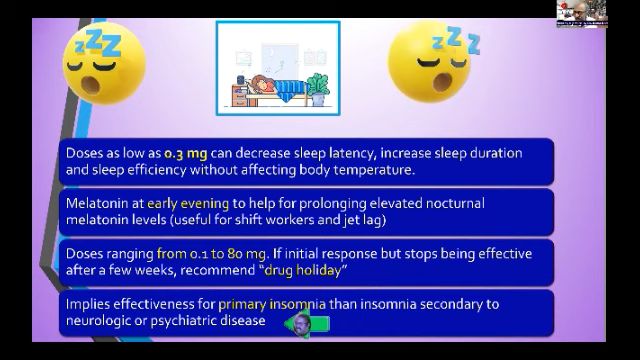 zzZ
zzZ
Doses as low as 0.3 mg can decrease sleep latency, increase sleep duration
and sleep efficiency without affecting body temperature.
Melatonin at early evening to help for prolonging elevated nocturnal
melatonin levels (useful for shift workers and jet lag)
Doses ranging from 0.1 to 80 mg. If initial response but stops being effective
after a few weeks, recommend “drug holiday”
Implies effectiveness for primary insomnia than insomnia secondary to
neurologic or psychiatric disease